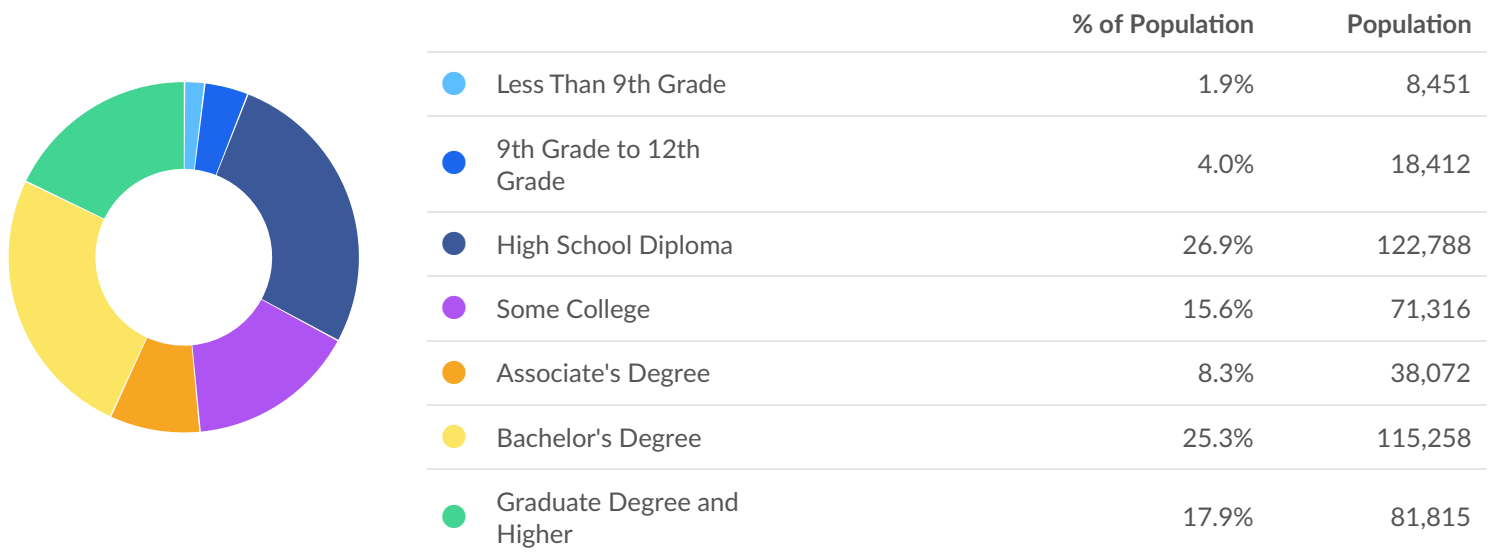 % of Population Population
Less Than 9th Grade 1.9% 8,451
9th Grade to 12th
Grade 4.0% 18,412
High School Diploma 26.9% 122,788
Some College 15.6% 71,316
Associate's Degree 8.3% 38,072
Bachelor's Degree 25.3% 115,258
Graduate Degree and
Higher 17.9% 81,815